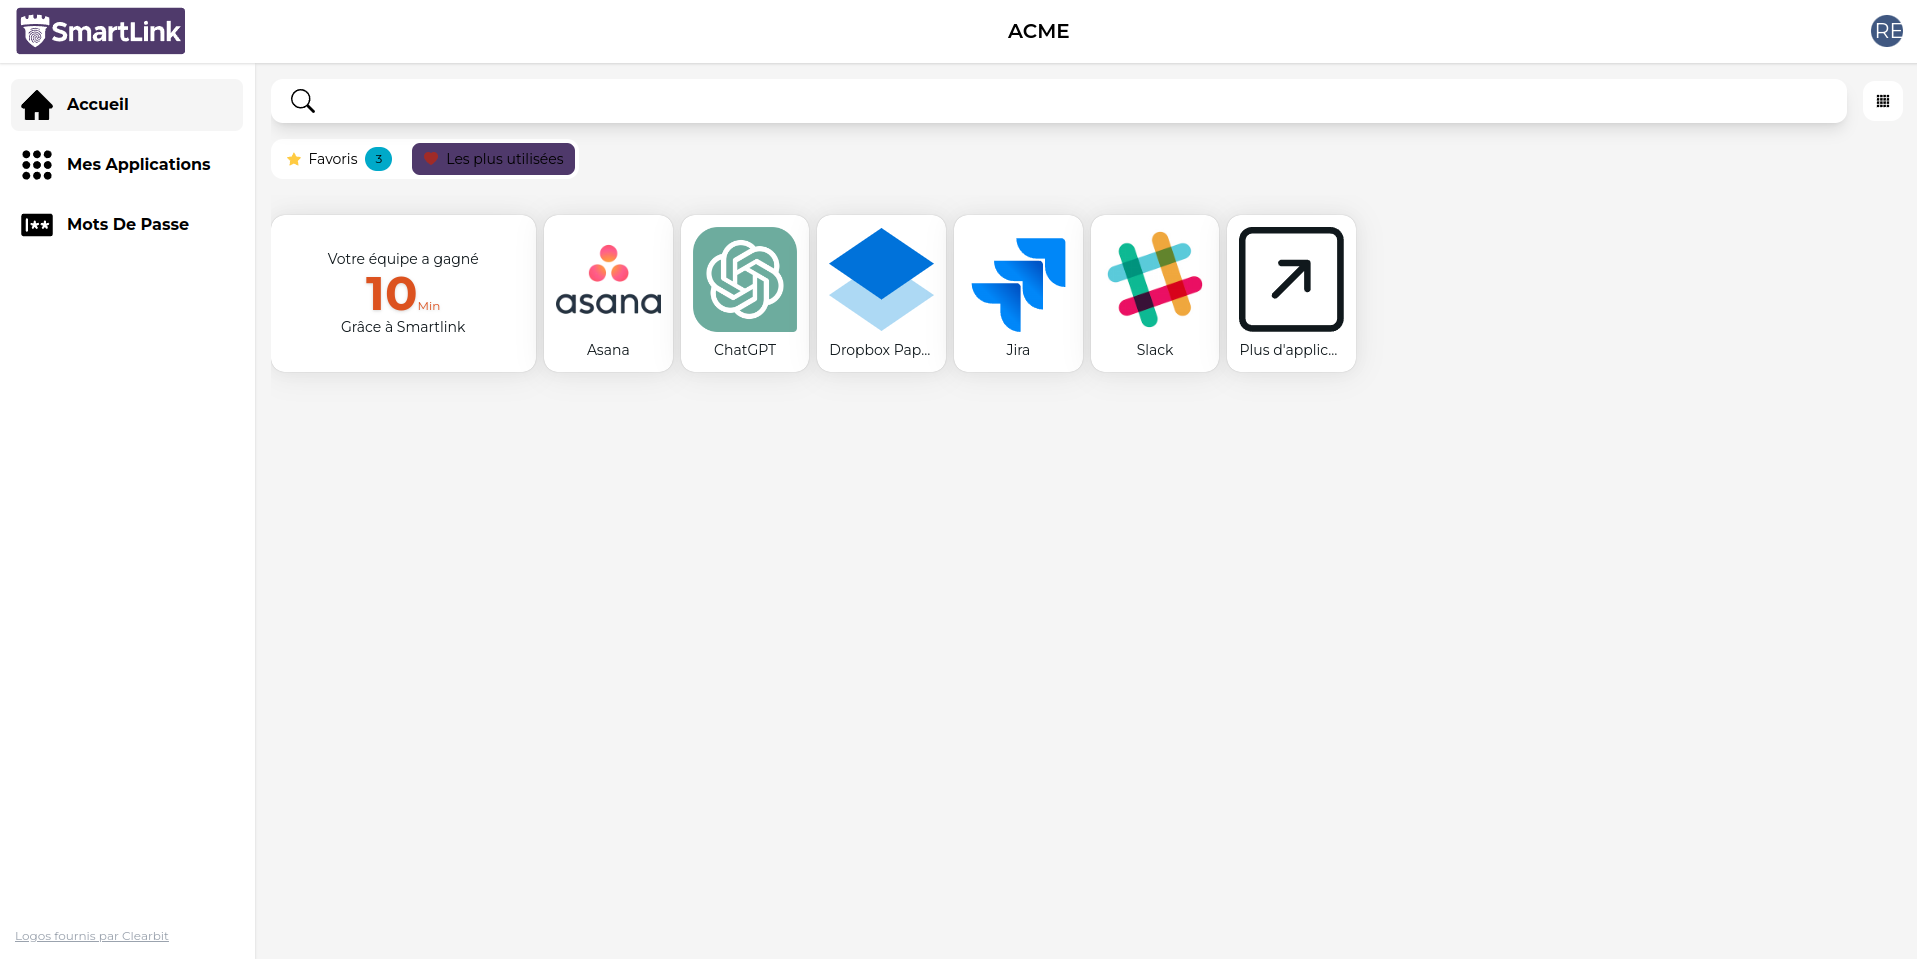 SmartLink
ACME
RE
Accueil
Mes Applications
Mots De Passe
Favoris 3
Les plus utilisées
Votre équipe a gagné
10 Min
Grâce à Smartlink
asana
Asana
ChatGPT
Dropbox Pap...
Jira
Slack
Plus d'applic...
Logos fournis par Clearbit